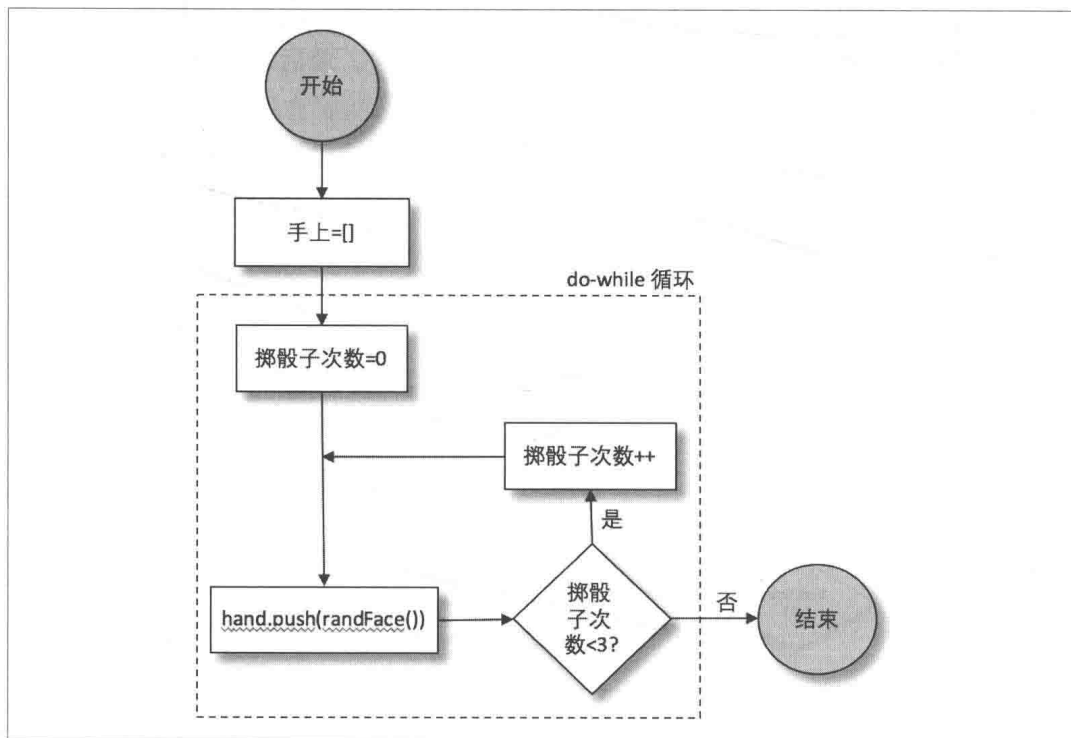 开始
手上=[]
do-while 循环
掷骰子次数=0
掷骰子次数++
是
hand.push(randFace())
掷骰
子次
数<3?
否
结束